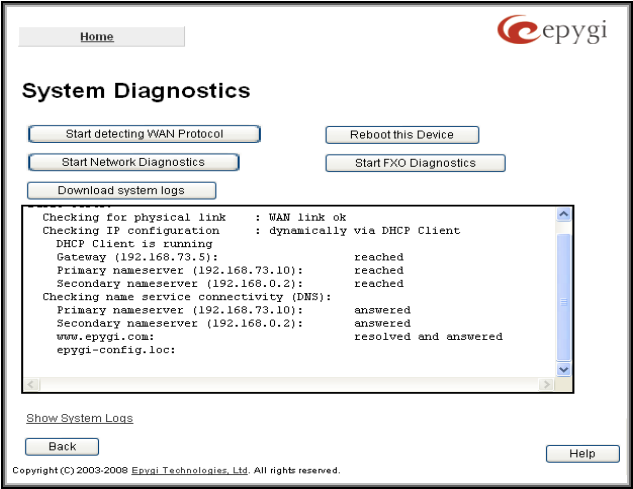 Home
epygi
System Diagnostics
Start detecting WAN Protocol
Reboot this Device
Start Network Diagnostics
Start FXO Diagnostics
Download system logs
Checking for physical link : WAN link ok
Checking IP configuration : dynamically via DHCP Client
DHCP Client is running
Gateway (192.168.73.5): reached
Primary nameserver (192.168.73.10): reached
Secondary nameserver (192.168.0.2): reached
Checking name service connectivity (DNS):
Primary nameserver (192.168.73.10): answered
Secondary nameserver (192.168.0.2): answered
www.epygi.com: resolved and answered
epygi-config.loc:
Show System Logs
Back
Help
Copyright (C) 2003-2008 Epygi Technologies, Ltd. All rights reserved.